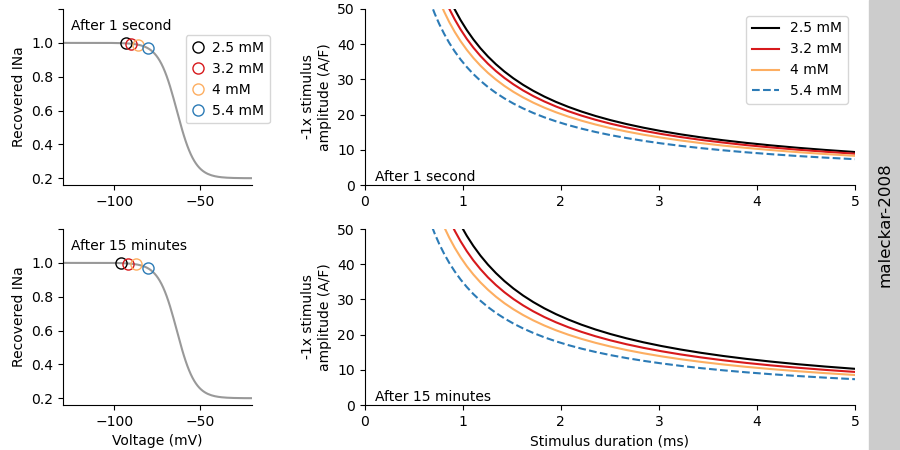 After 1 second
Recovered INa
1.0
0.8
0.6
0.4
0.2
−100
−50
2.5 mM
3.2 mM
4 mM
5.4 mM
-1x stimulus
amplitude (A/F)
50
40
30
20
10
0
0
1
2
3
4
5
After 1 second
2.5 mM
3.2 mM
4 mM
5.4 mM
After 15 minutes
Recovered INa
1.0
0.8
0.6
0.4
0.2
−100
−50
Voltage (mV)
-1x stimulus
amplitude (A/F)
50
40
30
20
10
0
0
1
2
3
4
5
After 15 minutes
Stimulus duration (ms)
maleckar-2008